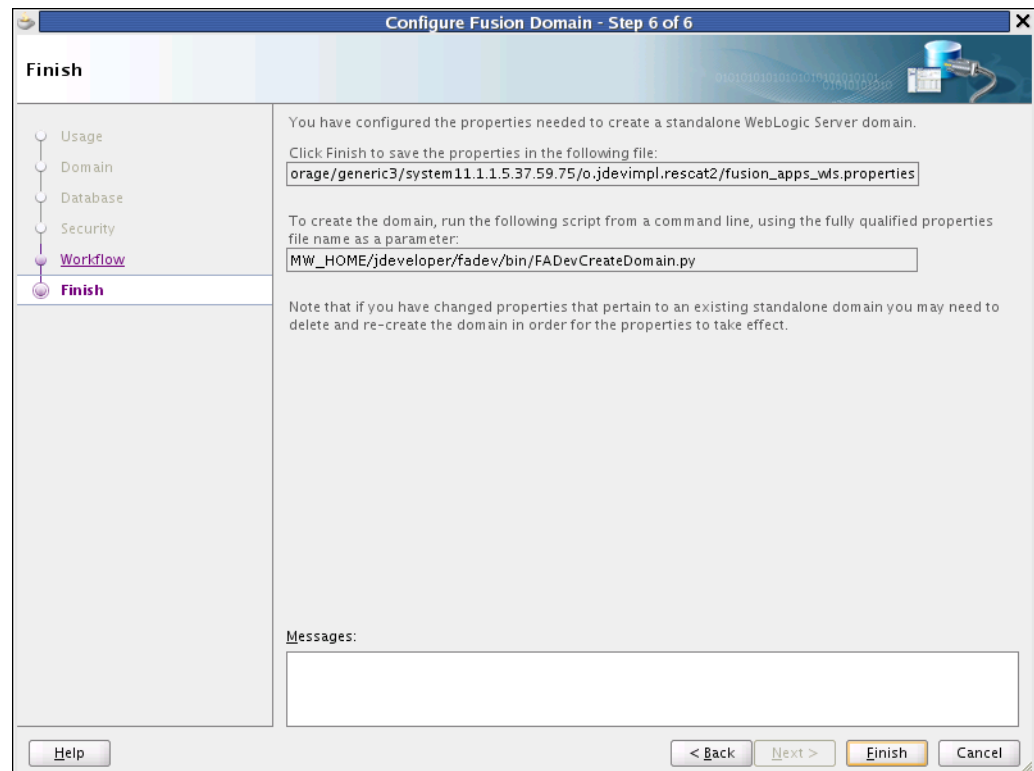 Configure Fusion Domain - Step 6 of 6
Finish
Usage
Domain
Database
Security
Workflow
Finish
You have configured the properties needed to create a standalone WebLogic Server domain.
Click Finish to save the properties in the following file:
orage/generic3/system11.1.1.5.37.59.75/o.jdevimpl.rescat2/fusion_apps_wls.properties
To create the domain, run the following script from a command line, using the fully qualified properties
file name as a parameter:
MW_HOME/jdeveloper/fadev/bin/FADevCreateDomain.py
Note that if you have changed properties that pertain to an existing standalone domain you may need to
delete and re-create the domain in order for the properties to take effect.
Messages:
Help
< Back
Next >
Finish
Cancel